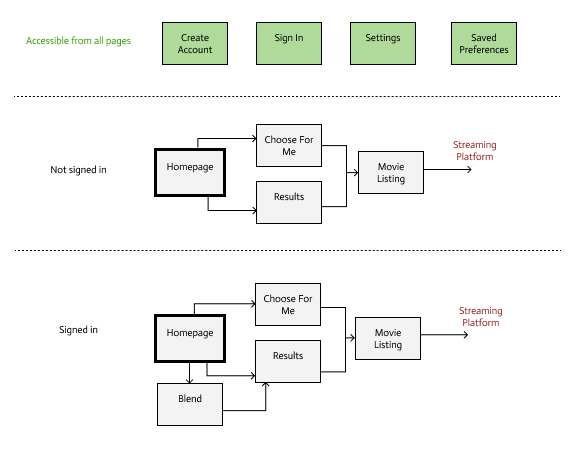 Accessible from all pages
Create
Account
Sign In
Settings
Saved
Preferences
Not signed in
Homepage
Choose For
Me
Results
Movie
Listing
Streaming
Platform
Signed in
Homepage
Choose For
Me
Results
Blend
Movie
Listing
Streaming
Platform